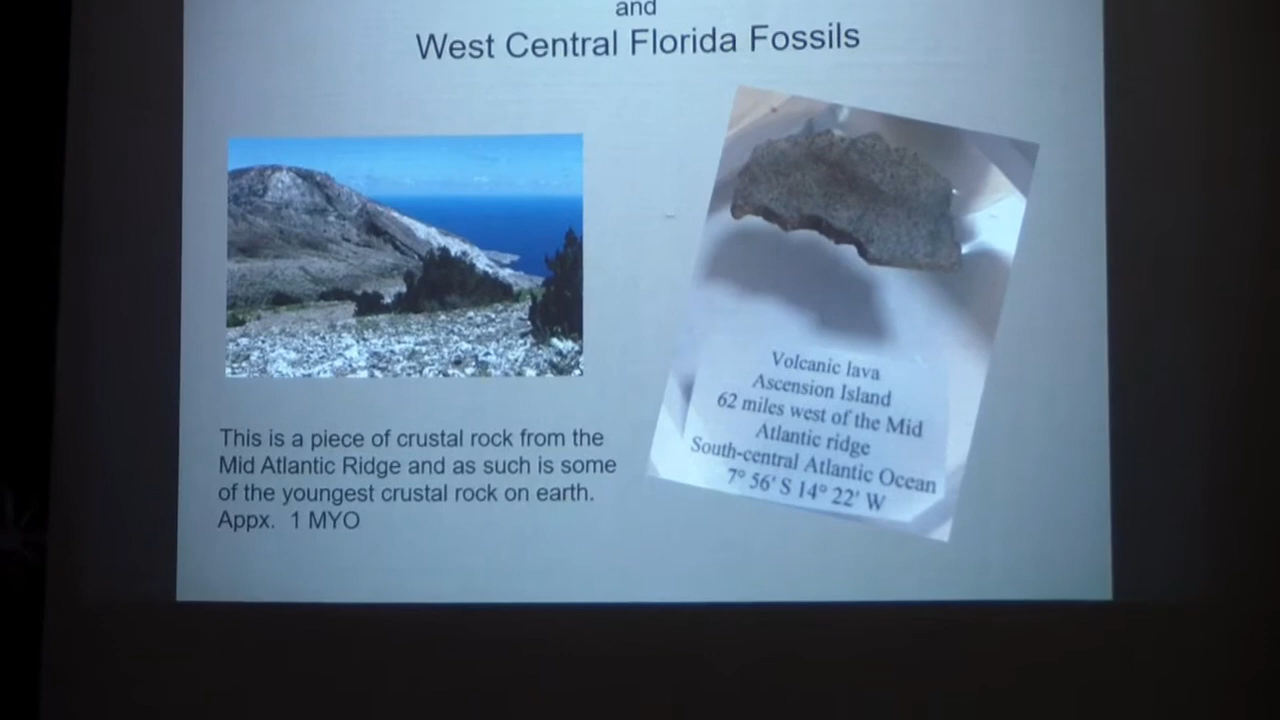 and
West Central Florida Fossils
This is a piece of crustal rock from the
Mid Atlantic Ridge and as such is some
of the youngest crustal rock on earth.
Appx. 1 MYO
Volcanic lava
Ascension Island
62 miles west of the Mid
Atlantic ridge
South-central Atlantic Ocean
7° 56' S 14° 22' W